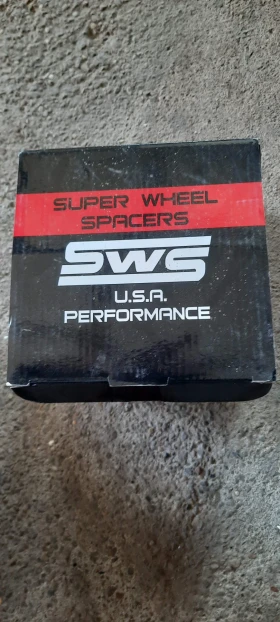 SUPER WHEEL
SPACERS
SWS
U.S.A.
PERFORMANCE